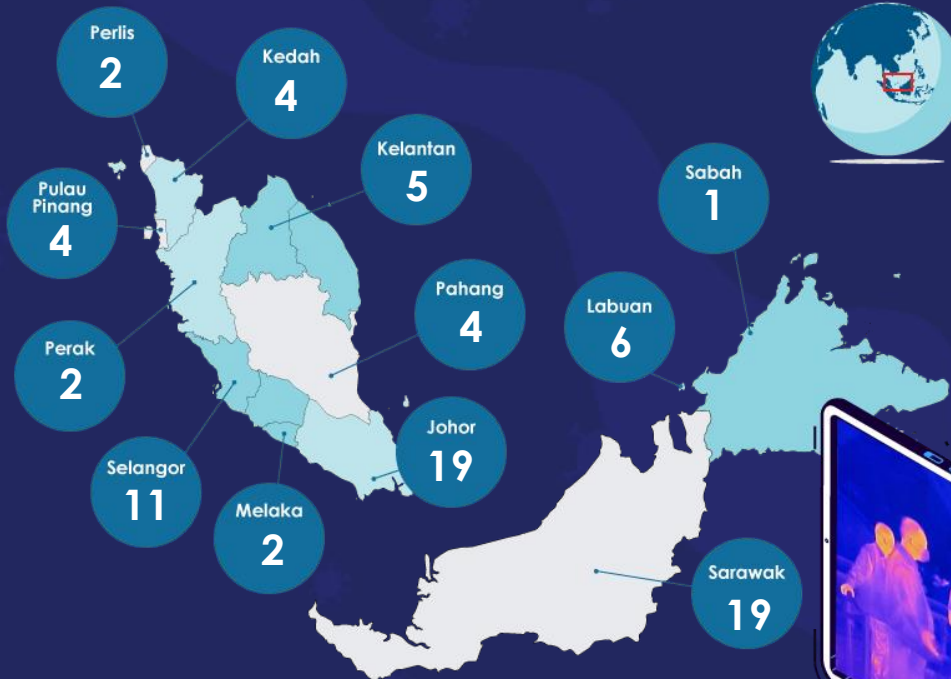 Perlis
2
Kedah
4
Kelantan
5
Pulau
Pinang
4
Sabah
1
Pahang
4
Labuan
6
Perak
2
Johor
19
Selangor
11
Melaka
2
Sarawak
19